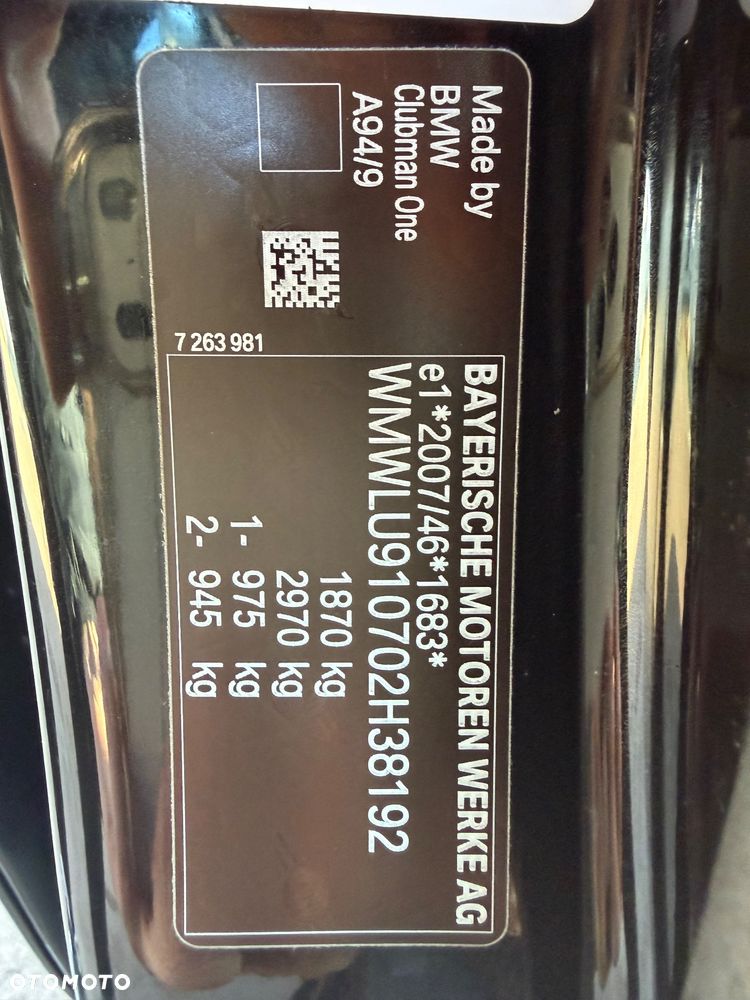 Made by
BMW
Clubman One
A94/9
7 263 981
BAYERISCHE MOTOREN WERKE AG
e1*2007/46*1683*
WMWLU910702H38192
1870 kg
2970 kg
1- 975 kg
2- 945 kg
OTOMOTO